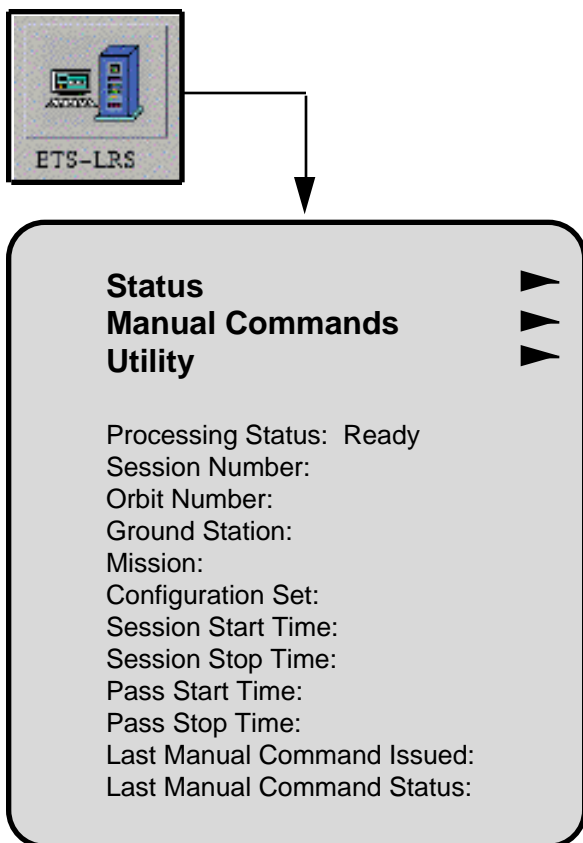 ETS-LRS
Status
Manual Commands
Utility
Processing Status: Ready
Session Number:
Orbit Number:
Ground Station:
Mission:
Configuration Set:
Session Start Time:
Session Stop Time:
Pass Start Time:
Pass Stop Time:
Last Manual Command Issued:
Last Manual Command Status: